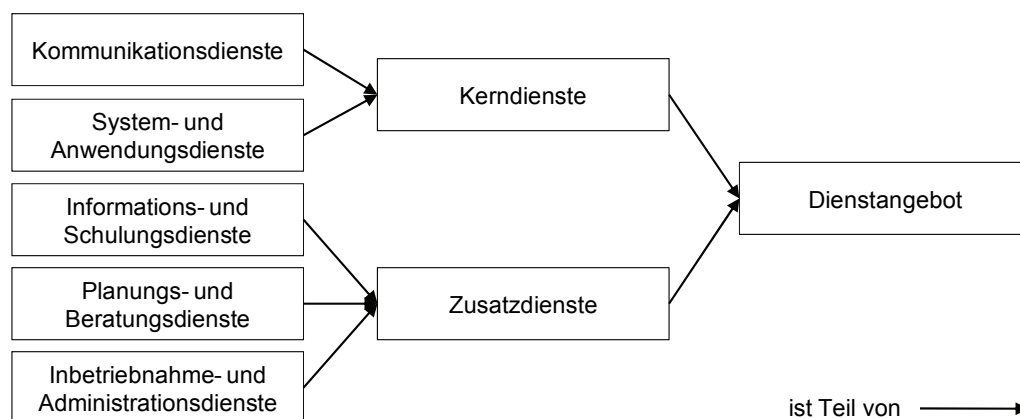 Kommunikationsdienste
System- und
Anwendungsdienste
Informations- und
Schulungsdienste
Planungs- und
Beratungsdienste
Inbetriebnahme- und
Administrationsdienste
Kerndienste
Zusatzdienste
Dienstangebot
ist Teil von